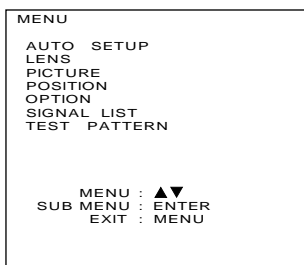 MENU
AUTO SETUP
LENS
PICTURE
POSITION
OPTION
SIGNAL LIST
TEST PATTERN
MENU : ▲▼
SUB MENU : ENTER
EXIT : MENU